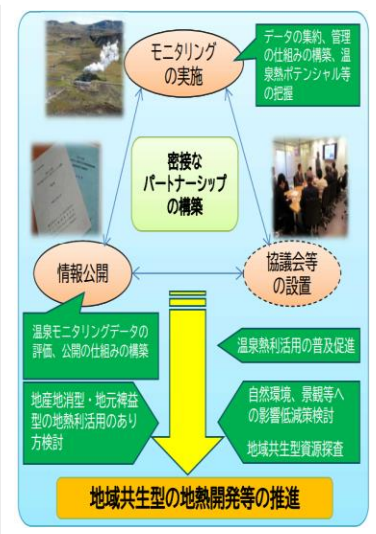 モニタリング
の実施
データの集約、管理
の仕組みの構築、温
泉熱ポテンシャル等
の把握
密接な
パートナーシップ
の構築
情報公開
協議会等
の設置
温泉モニタリングデータの
評価、公開の仕組みの構築
温泉熱利活用の普及促進
地産地消型・地元裨益
型の地熱利活用のあり
方検討
自然環境、景観等へ
の影響低減策検討
地域共生型資源探査
地域共生型の地熱開発等の推進